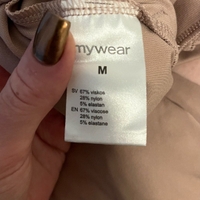 mywear
M
SV 67% viskos
28% nylon
5% elastan
EN 67% viscose
28% nylon
5% elastane